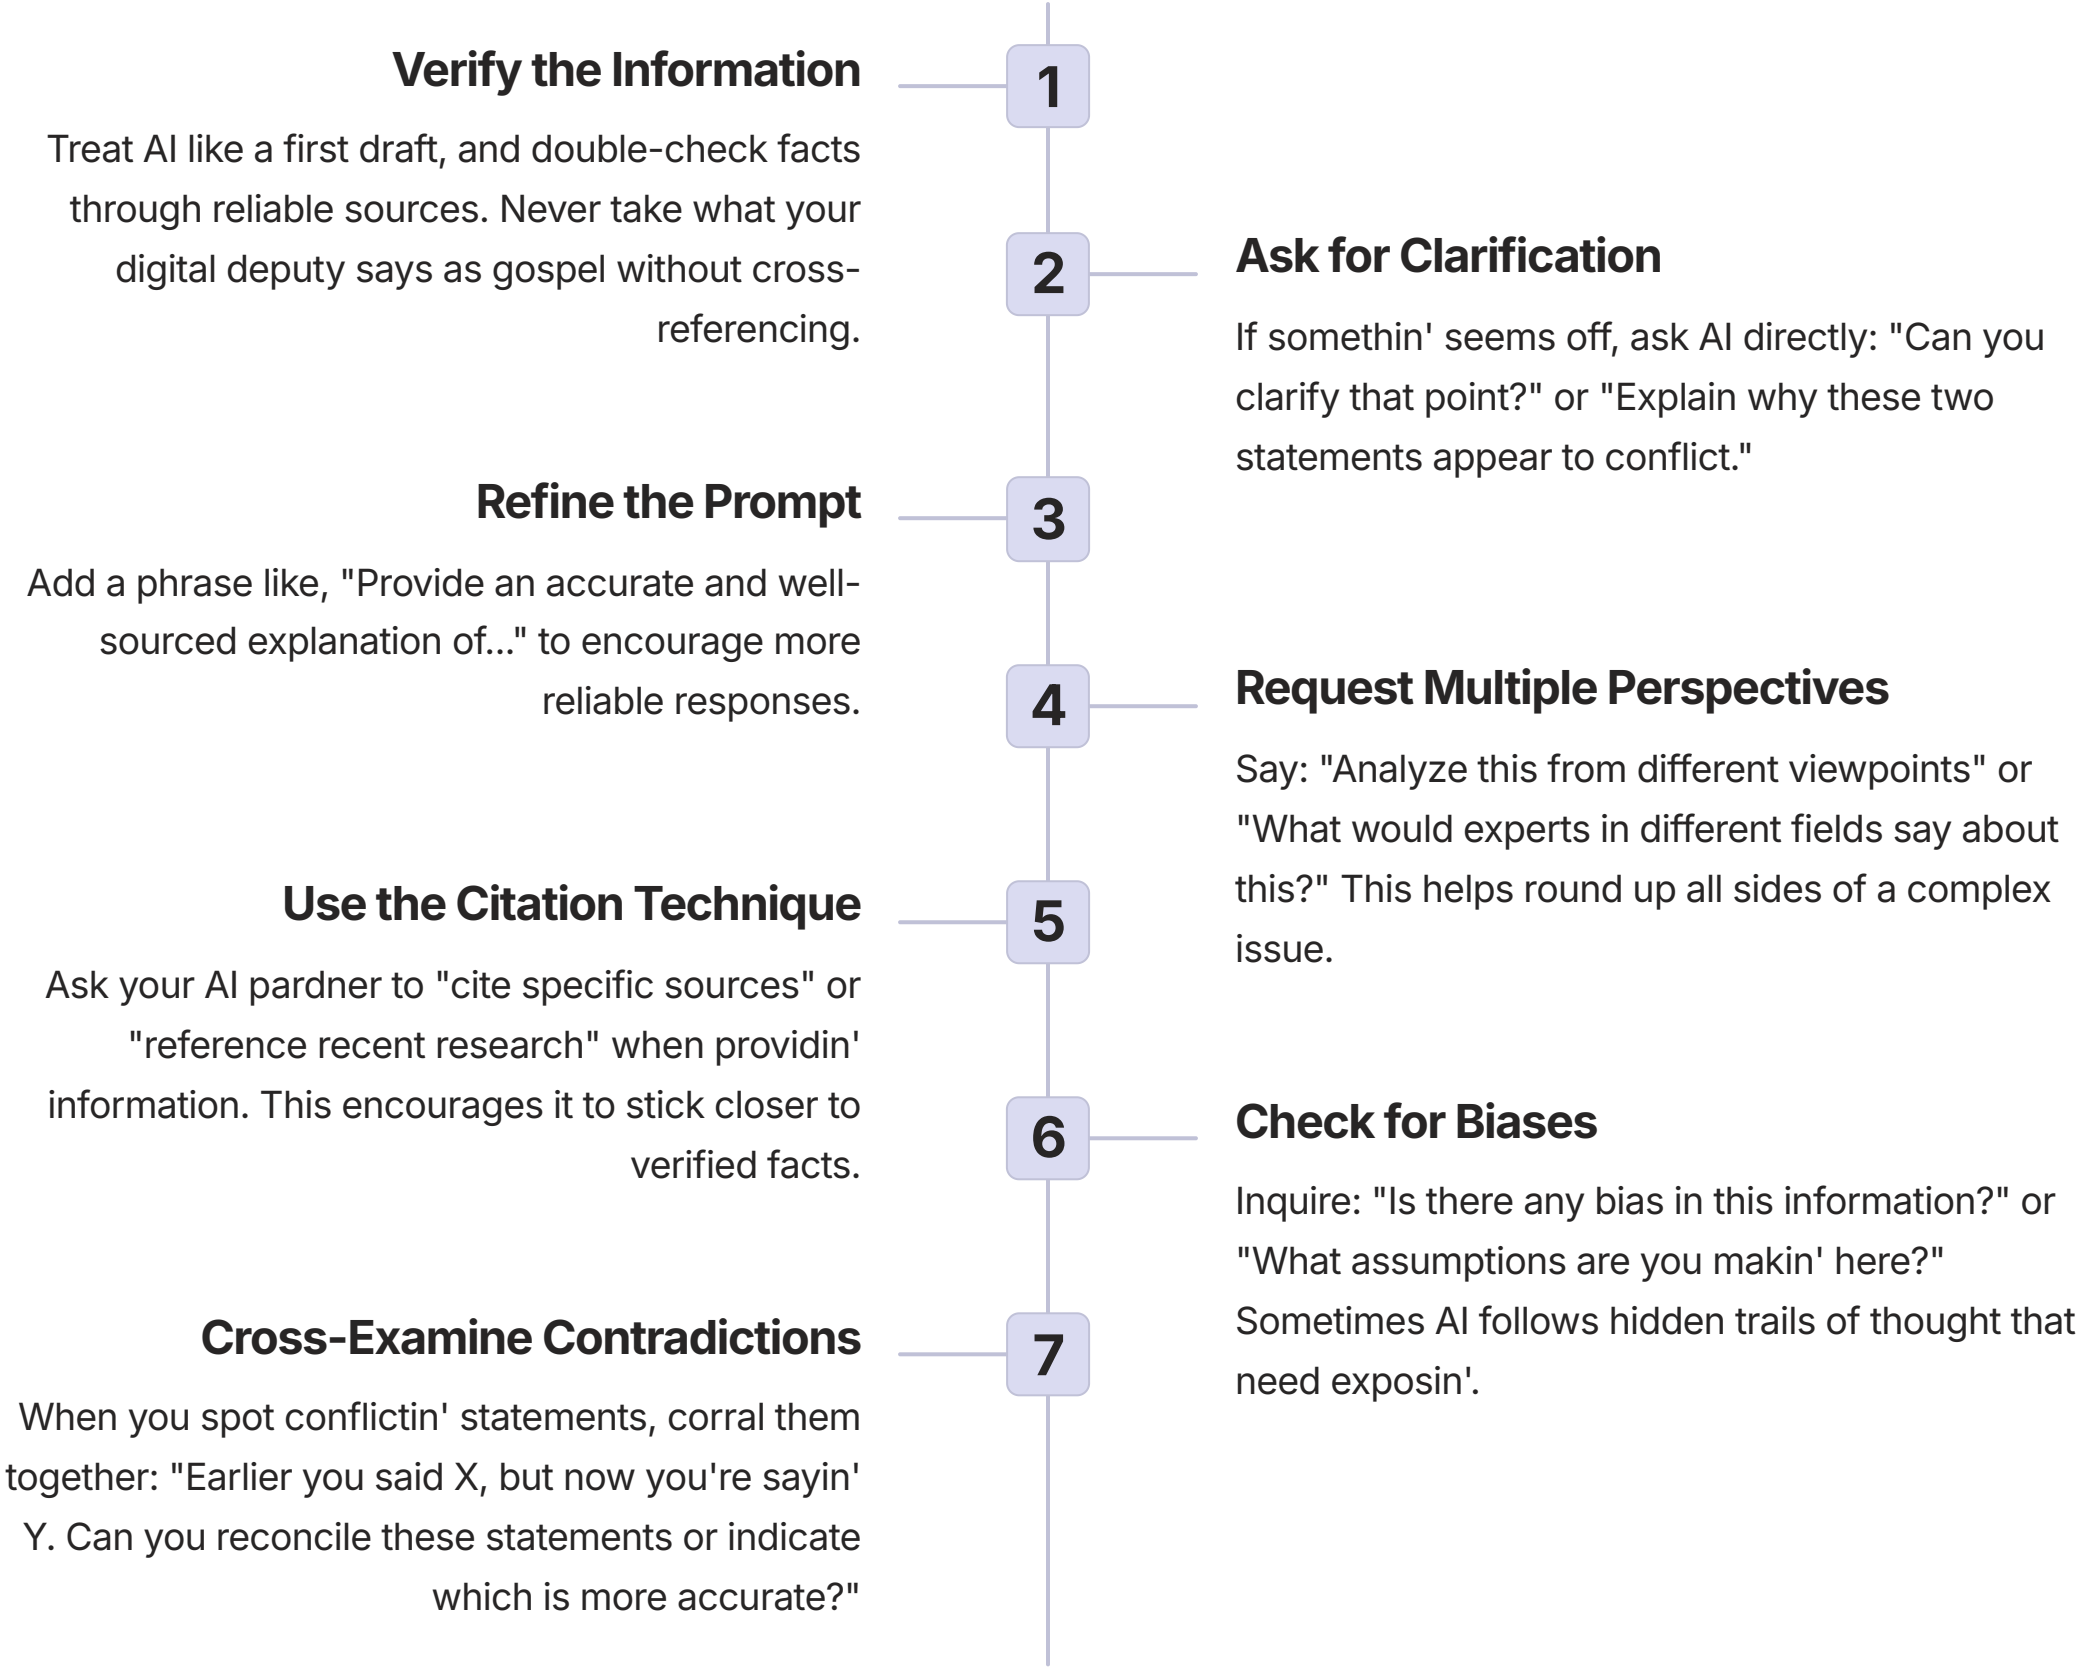 1
Verify the Information
Treat AI like a first draft, and double-check facts
through reliable sources. Never take what your
digital deputy says as gospel without cross-
referencing.
2
Ask for Clarification
If somethin' seems off, ask AI directly: "Can you
clarify that point?" or "Explain why these two
statements appear to conflict."
3
Refine the Prompt
Add a phrase like, "Provide an accurate and well-
sourced explanation of..." to encourage more
reliable responses.
4
Request Multiple Perspectives
Say: "Analyze this from different viewpoints" or
"What would experts in different fields say about
this?" This helps round up all sides of a complex
issue.
5
Use the Citation Technique
Ask your AI pardner to "cite specific sources" or
"reference recent research" when providin'
information. This encourages it to stick closer to
verified facts.
6
Check for Biases
Inquire: "Is there any bias in this information?" or
"What assumptions are you makin' here?"
Sometimes AI follows hidden trails of thought that
need exposin'.
7
Cross-Examine Contradictions
When you spot conflictin' statements, corral them
together: "Earlier you said X, but now you're sayin'
Y. Can you reconcile these statements or indicate
which is more accurate?"